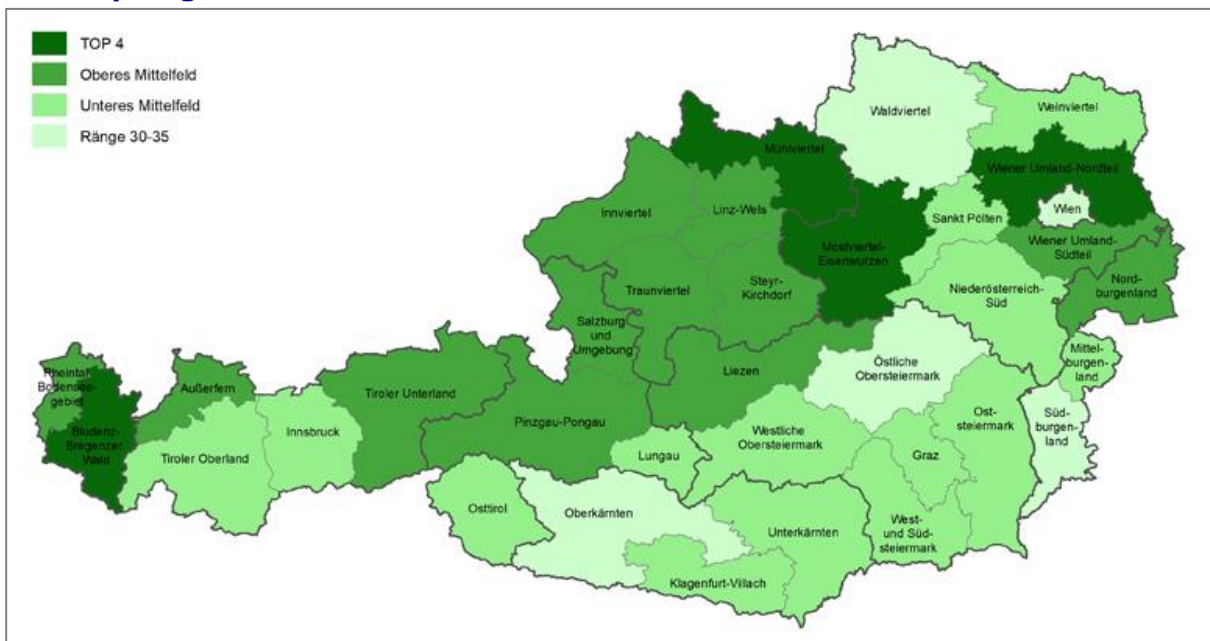 TOP 4
Oberes Mittelfeld
Unteres Mittelfeld
Ränge 30-35
Waldviertel
Weinviertel
Mühlviertel
Wiener Umland-Nordteil
Wien
Innviertel
Linz-Wels
Sankt Pölten
Mostviertel-
Eisenwurzen
Wiener Umland-
Südteil
Nord-
burgenland
Traunviertel
Steyr-
Kirchdorf
Niederösterreich-
Süd
Salzburg
und
Umgebung
Mittel-
burgen-
land
Rheintal
Bodensee-
gebiet
Außerfern
Tiroler Unterland
Liezen
Östliche
Obersteiermark
Bludenz-
Bregenzer
Wald
Tiroler Oberland
Innsbruck
Pinzgau-Pongau
Lungau
Westliche
Obersteiermark
Graz
Ost-
steiermark
Süd-
burgen-
land
Osttirol
Oberkärnten
Unterkärnten
West-
und Süd-
steiermark
Klagenfurt-Villach